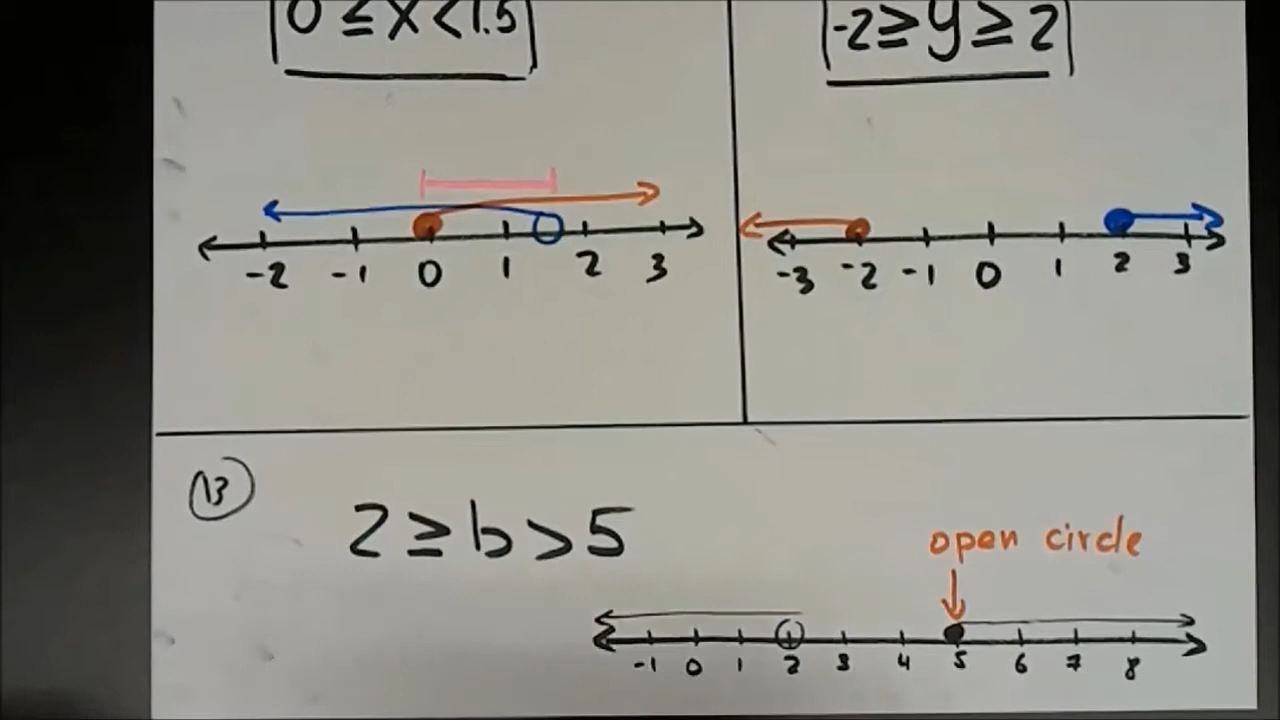 0 ≤ x < 1.5
-2 ≥ y ≥ 2
-2 -1 0 1 2 3
-3 -2 -1 0 1 2 3
13
2 ≥ b > 5
open circle
-1 0 1 2 3 4 5 6 7 8